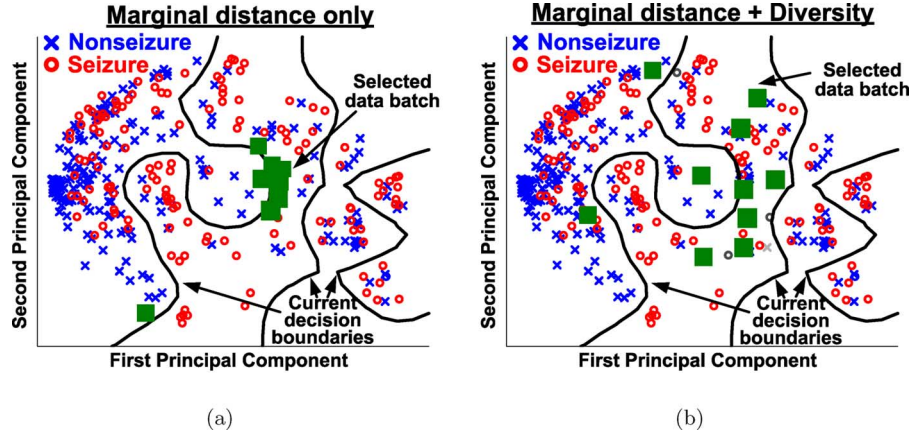 Marginal distance only
Nonseizure
Seizure
Selected
data batch
Current
decision
boundaries
Second Principal Component
First Principal Component
(a)
Marginal distance + Diversity
Nonseizure
Seizure
Selected
data batch
Current
decision
boundaries
Second Principal Component
First Principal Component
(b)